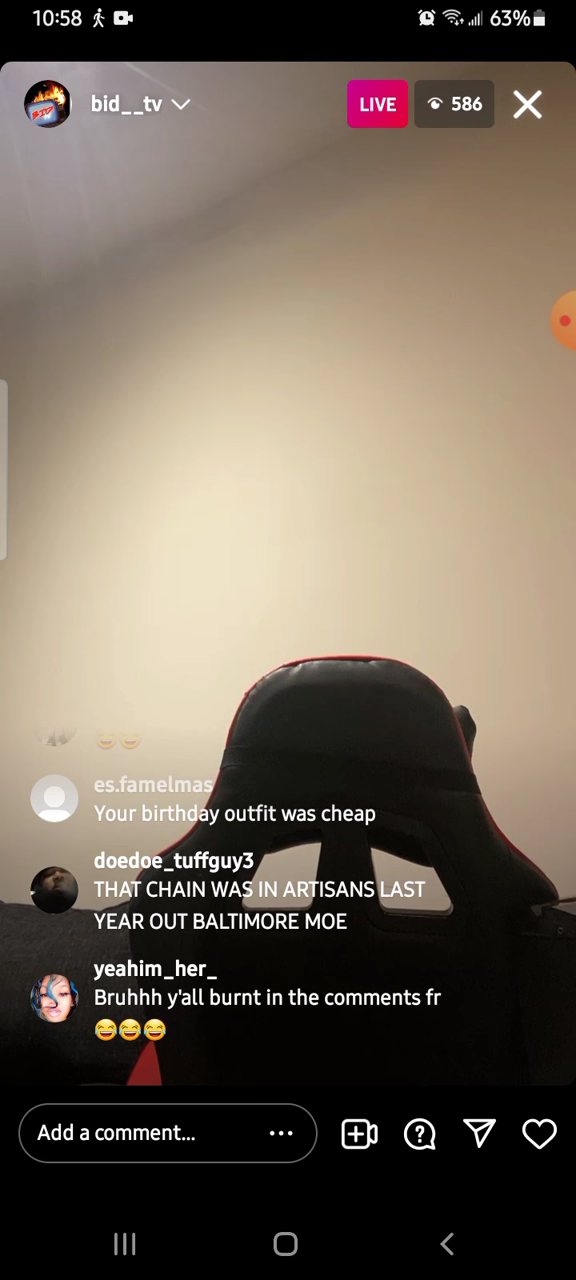 10:58
63%
bid__tv
LIVE
586
es.famelmas
Your birthday outfit was cheap
doedoe_tuffguy3
THAT CHAIN WAS IN ARTISANS LAST
YEAR OUT BALTIMORE MOE
yeahim_her_
Bruhhh y'all burnt in the comments fr
😂😂😂
Add a comment...